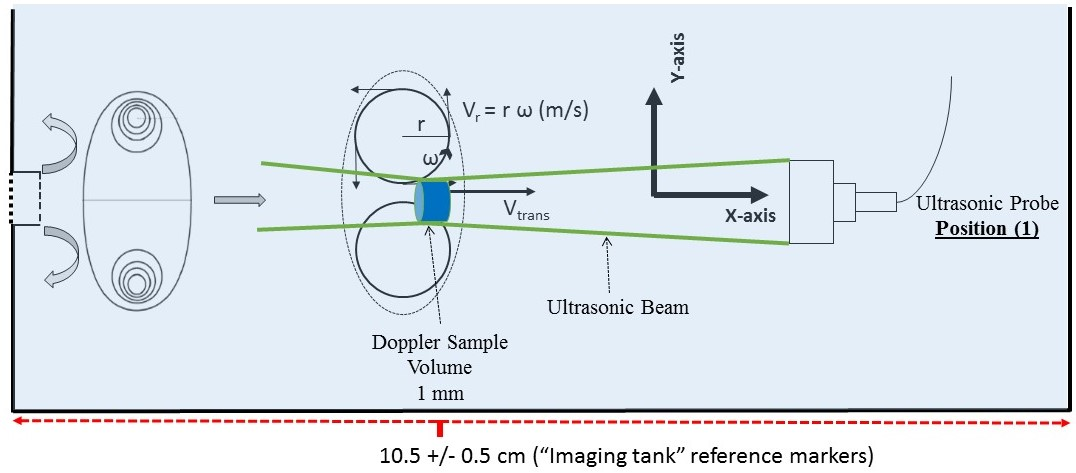 Y-axis
r
Vr = r ω (m/s)
ω
Vtrans
X-axis
Ultrasonic Probe
Position (1)
Ultrasonic Beam
Doppler Sample
Volume
1 mm
10.5 +/- 0.5 cm (“Imaging tank” reference markers)